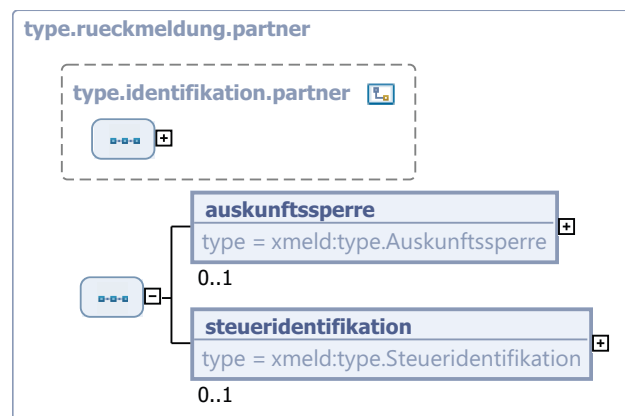 type.rueckmeldung.partner
type.identifikation.partner
auskunftssperre
type = xmeld:type.Auskunftssperre
0..1
steueridentifikation
type = xmeld:type.Steueridentifikation
0..1